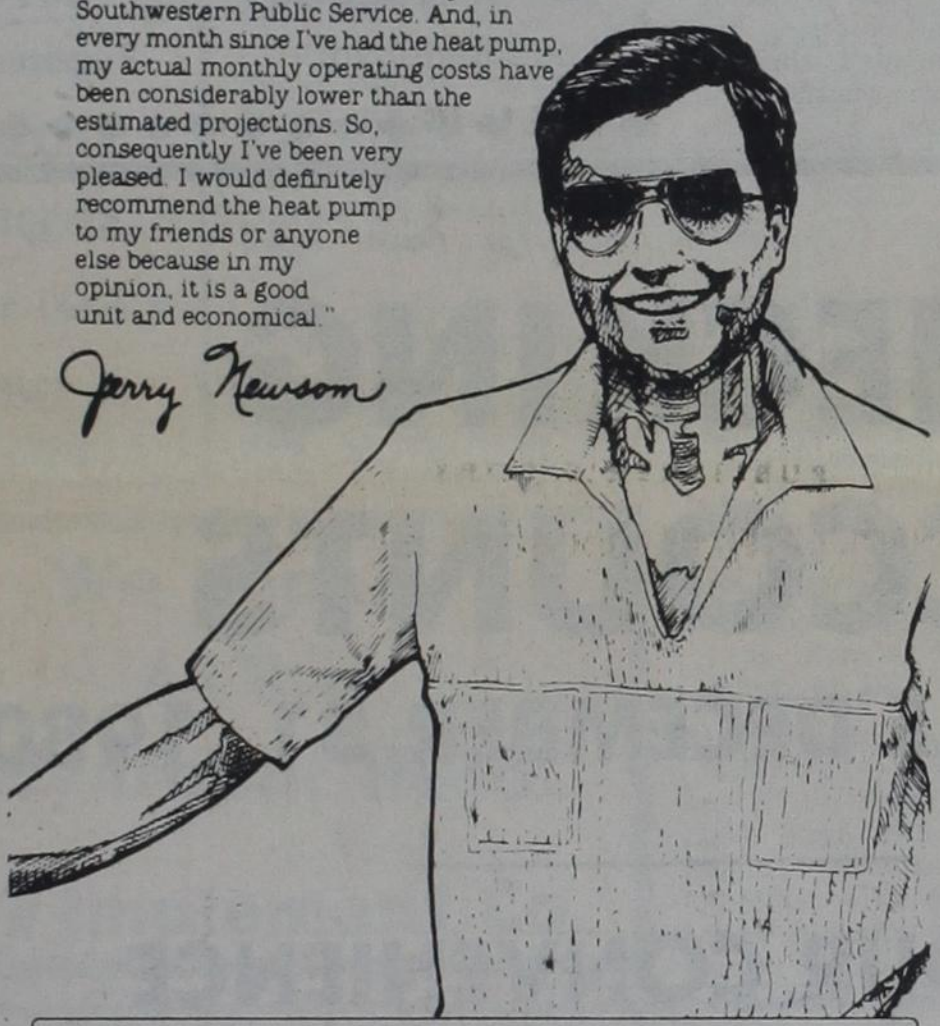 Southwestern Public Service. And, in
every month since I've had the heat pump,
my actual monthly operating costs have
been considerably lower than the
estimated projections. So,
consequently I've been very
pleased. I would definitely
recommend the heat pump
to my friends or anyone
else because in my
opinion, it is a good
unit and economical."
Jerry Newsom